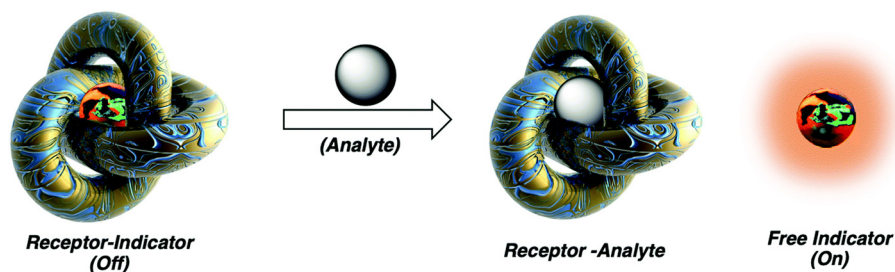 (Analyte)
Receptor-Indicator
(Off)
Receptor -Analyte
Free Indicator
(On)